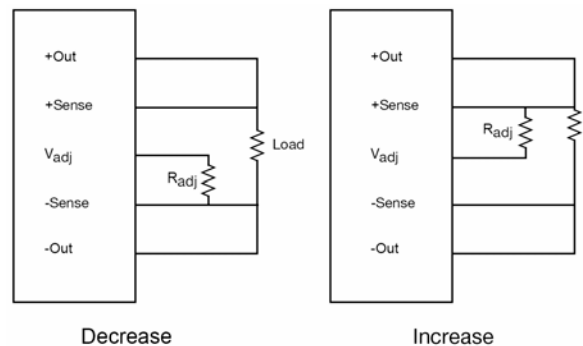 +Out
+Sense
Vadj
-Sense
-Out
Radj
Load
Decrease
+Out
+Sense
Vadj
-Sense
-Out
Radj
Increase